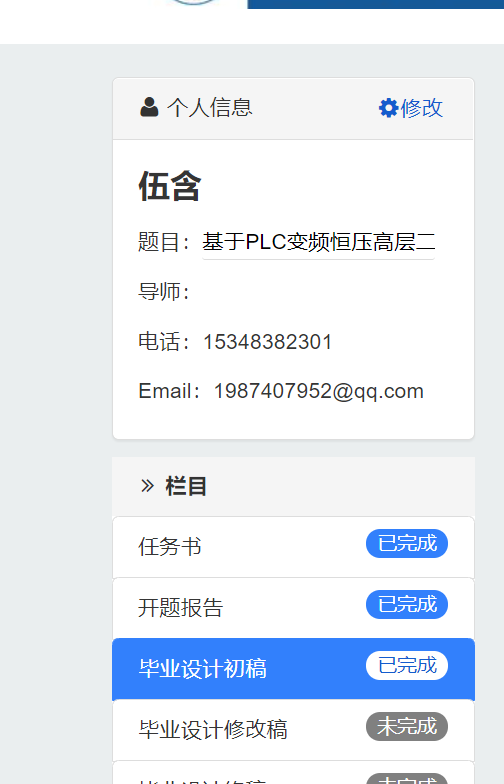 个人信息 修改
伍含
题目：基于PLC变频恒压高层二
导师：
电话：15348382301
Email：1987407952@qq.com
栏目
任务书 已完成
开题报告 已完成
毕业设计初稿 已完成
毕业设计修改稿 未完成